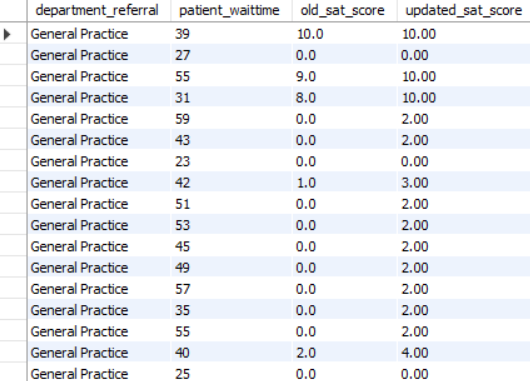 department_referral patient_waittime old_sat_score updated_sat_score
General Practice 39 10.0 10.00
General Practice 27 0.0 0.00
General Practice 55 9.0 10.00
General Practice 31 8.0 10.00
General Practice 59 0.0 2.00
General Practice 43 0.0 2.00
General Practice 23 0.0 0.00
General Practice 42 1.0 3.00
General Practice 51 0.0 2.00
General Practice 53 0.0 2.00
General Practice 45 0.0 2.00
General Practice 49 0.0 2.00
General Practice 57 0.0 2.00
General Practice 35 0.0 2.00
General Practice 55 0.0 2.00
General Practice 40 2.0 4.00
General Practice 25 0.0 0.00